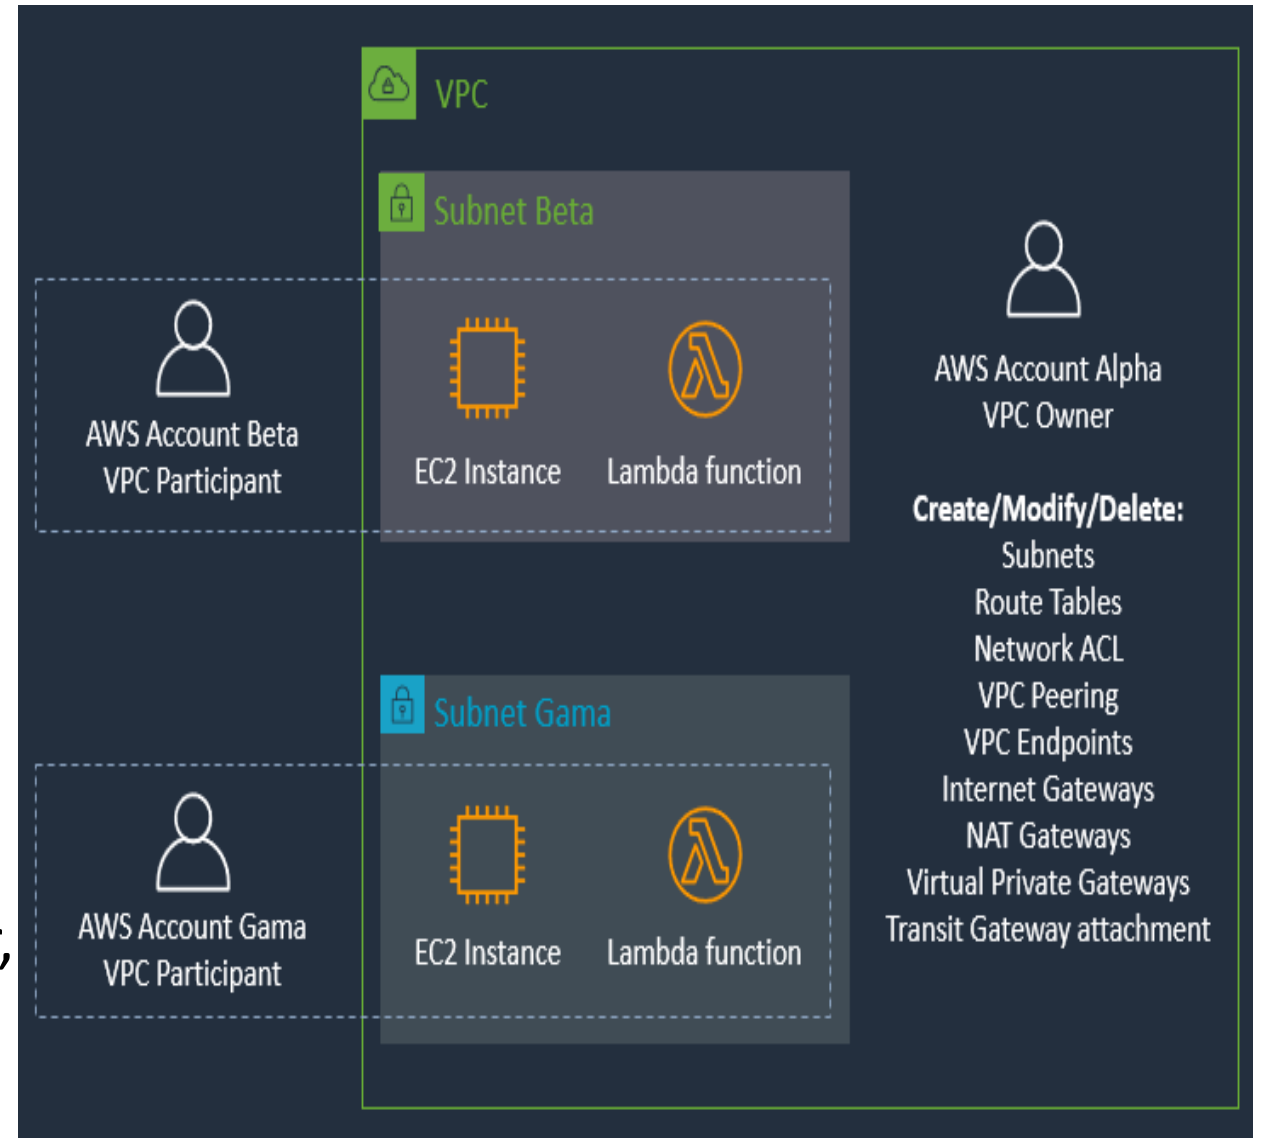 VPC
Subnet Beta
AWS Account Beta
VPC Participant
EC2 Instance
Lambda function
Subnet Gama
AWS Account Gama
VPC Participant
EC2 Instance
Lambda function
AWS Account Alpha
VPC Owner
Create/Modify/Delete:
Subnets
Route Tables
Network ACL
VPC Peering
VPC Endpoints
Internet Gateways
NAT Gateways
Virtual Private Gateways
Transit Gateway attachment